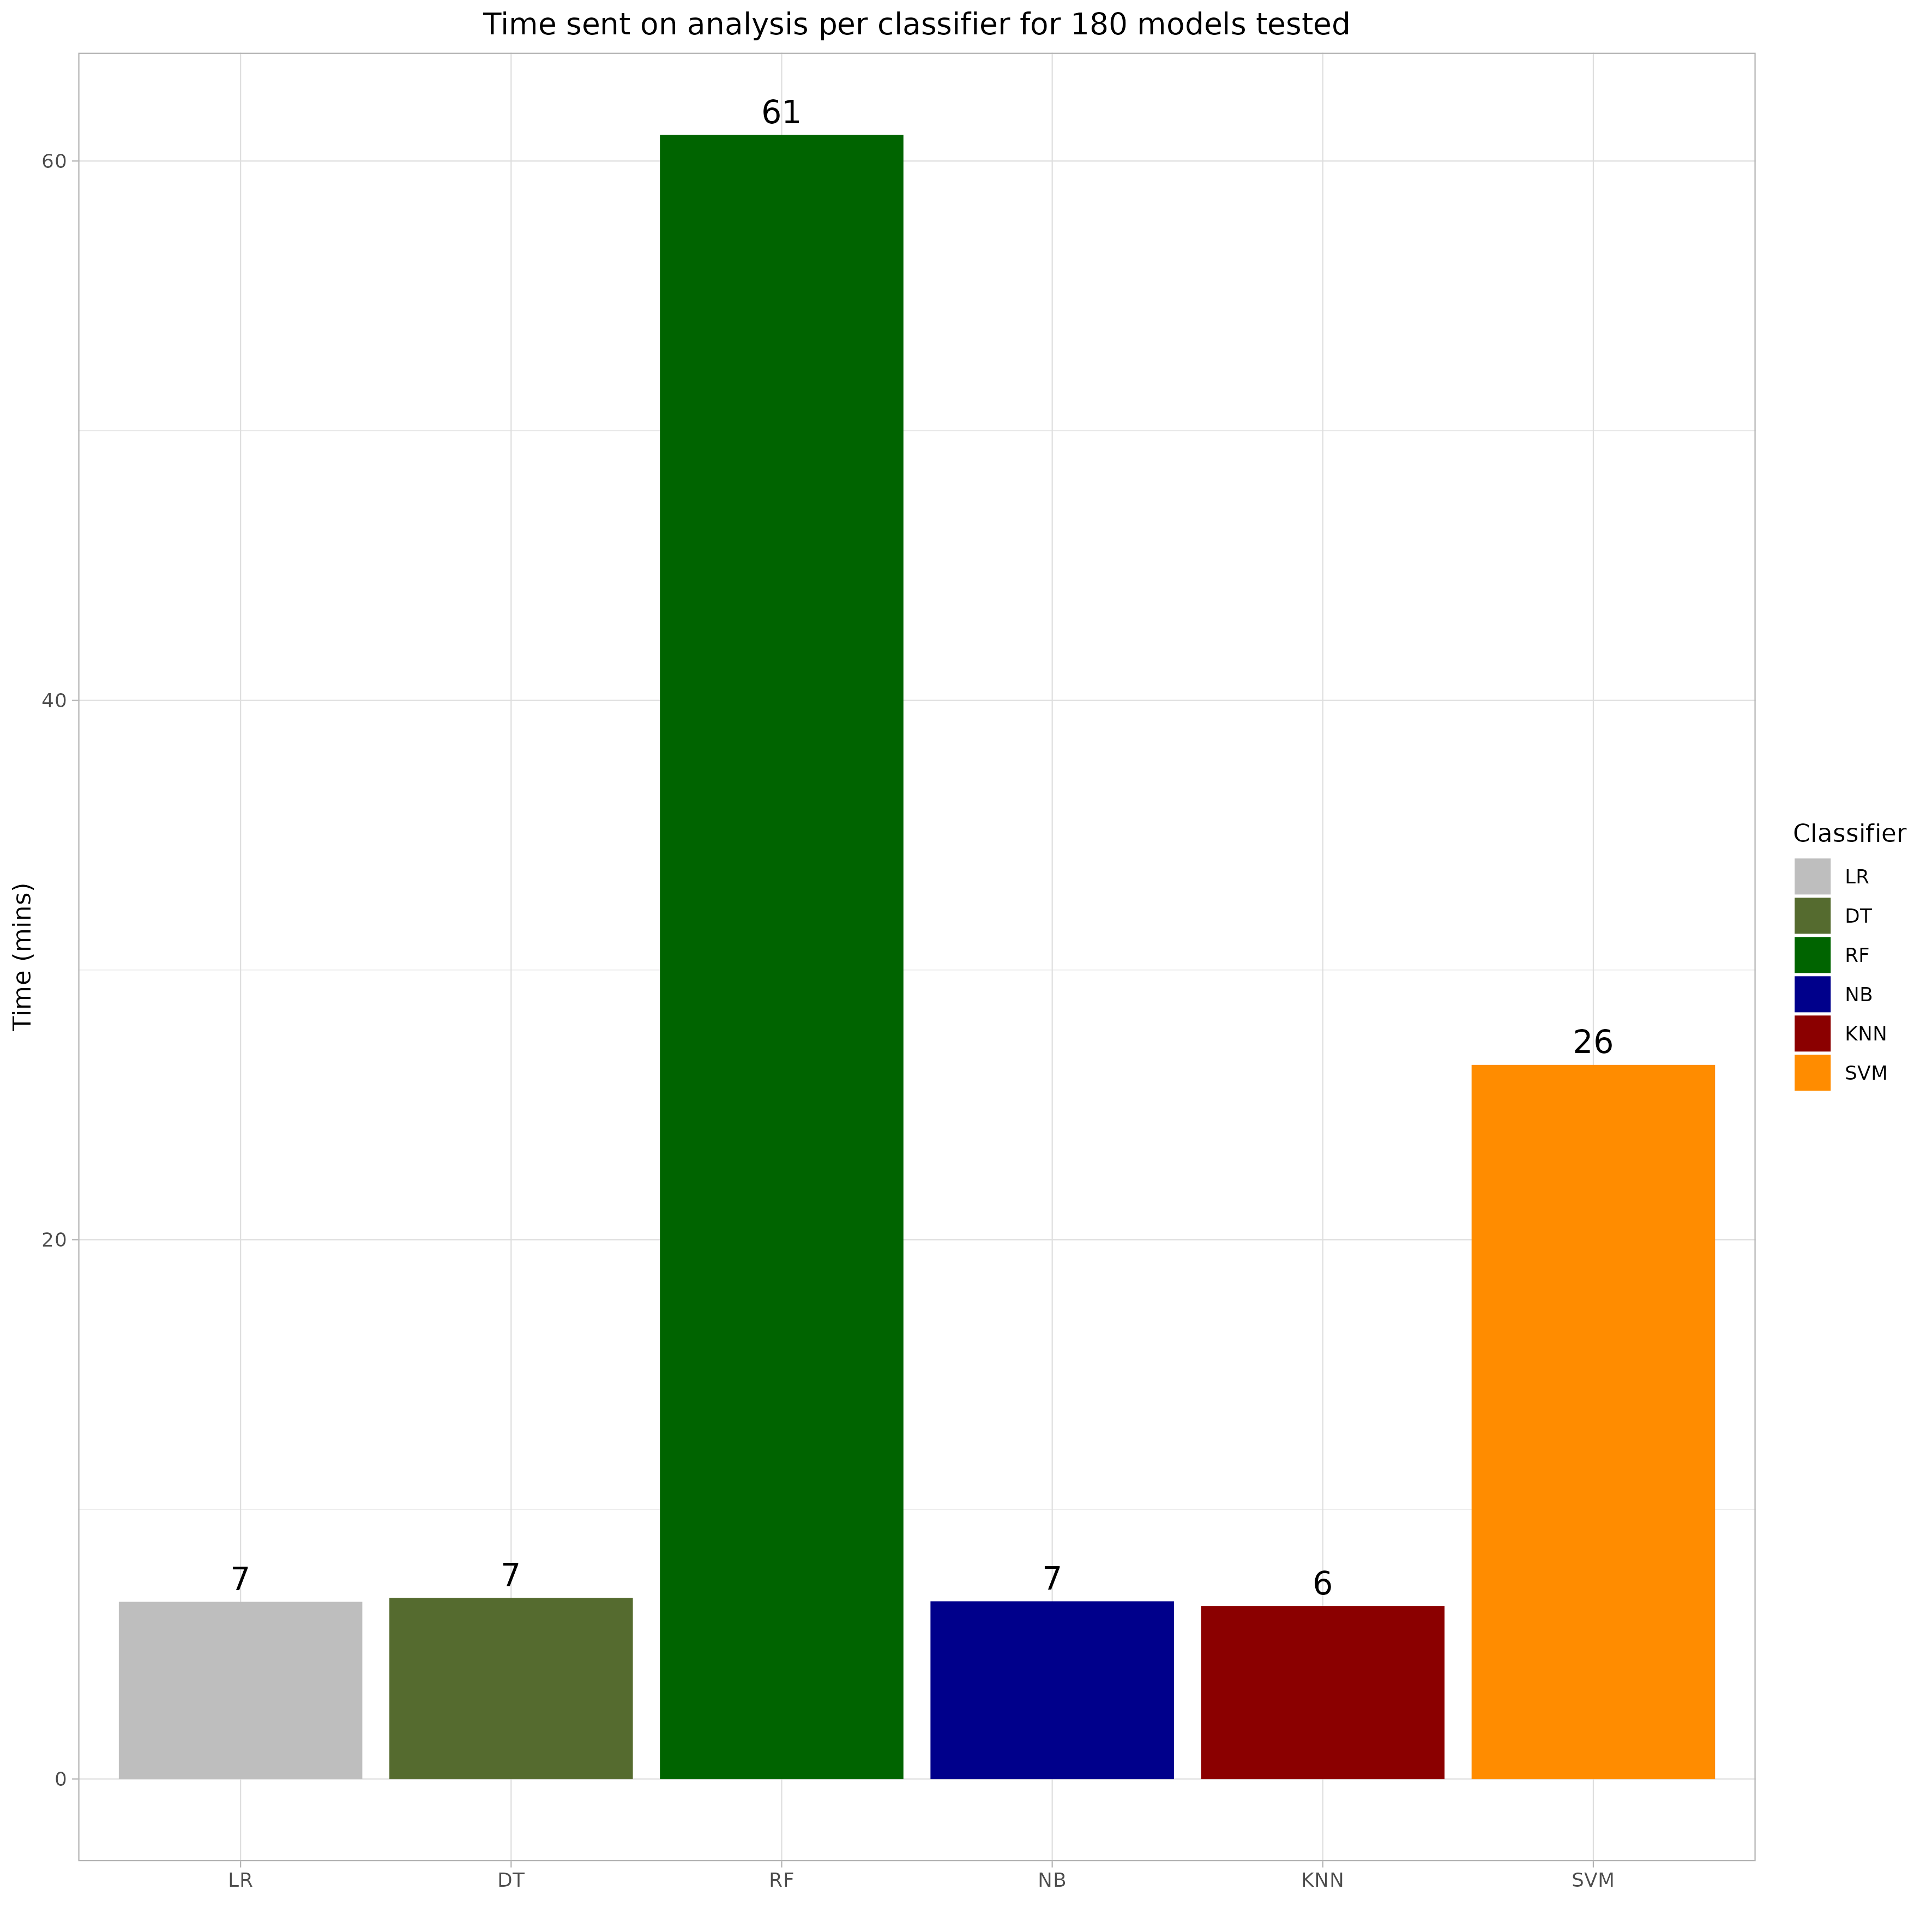 Time sent on analysis per classifier for 180 models tested
61
60
40
Time (mins)
26
20
7
7
7
6
0
LR
DT
RF
NB
KNN
SVM
Classifier
LR
DT
RF
NB
KNN
SVM